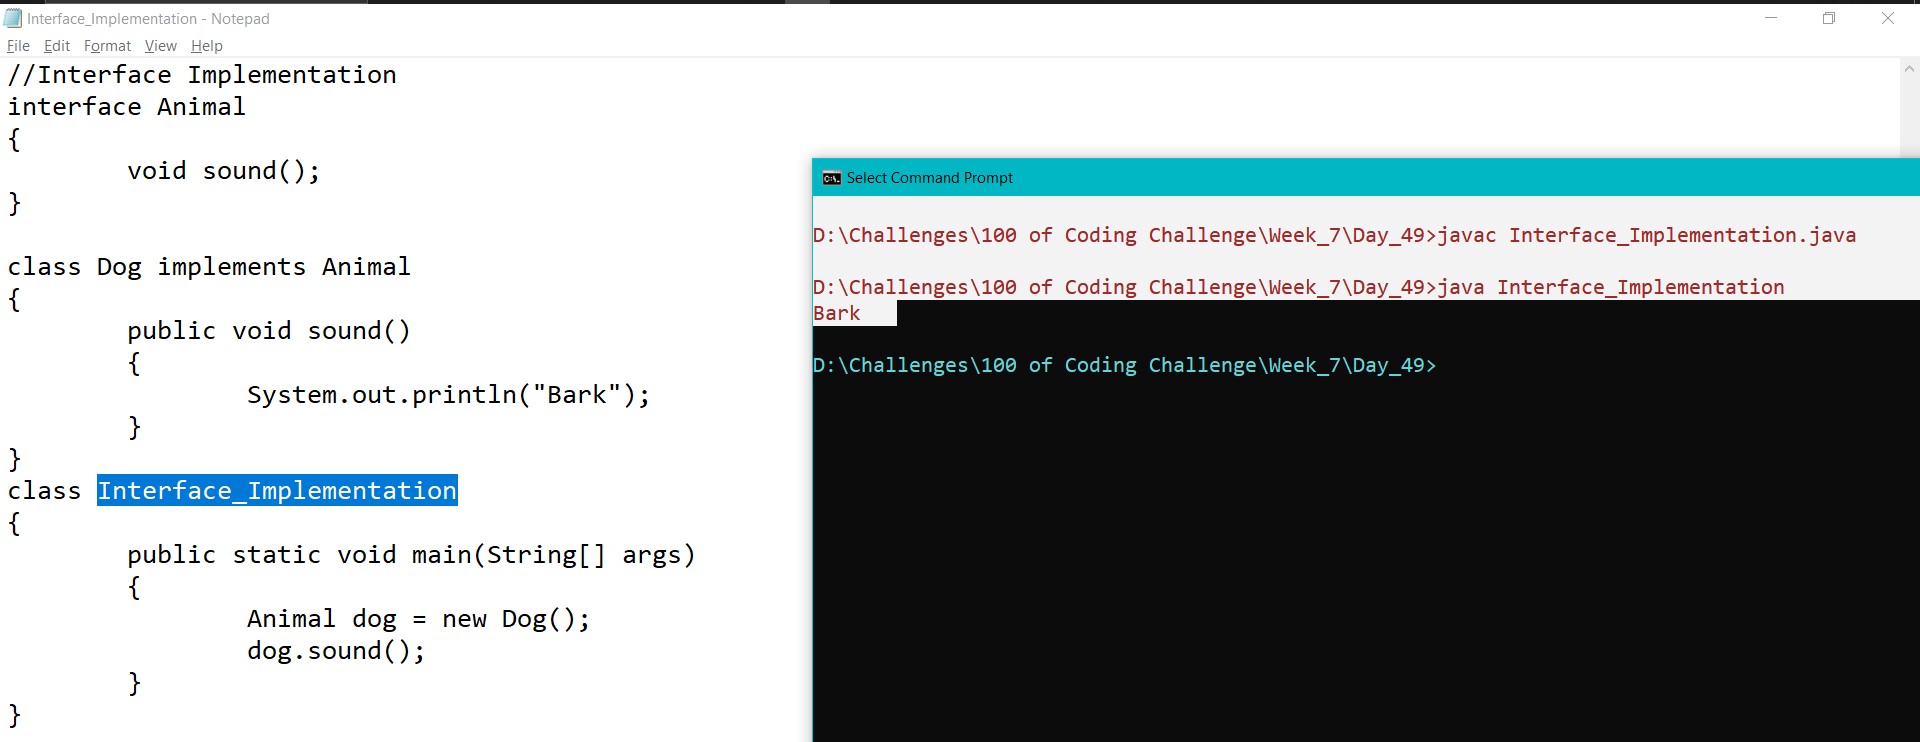 Interface_Implementation - Notepad
File Edit Format View Help
//Interface Implementation
interface Animal
{
void sound();
}
class Dog implements Animal
{
public void sound()
{
System.out.println("Bark");
}
}
class Interface_Implementation
{
public static void main(String[] args)
{
Animal dog = new Dog();
dog.sound();
}
}
Select Command Prompt
D:\Challenges\100 of Coding Challenge\Week_7\Day_49>javac Interface_Implementation.java
D:\Challenges\100 of Coding Challenge\Week_7\Day_49>java Interface_Implementation
Bark
D:\Challenges\100 of Coding Challenge\Week_7\Day_49>